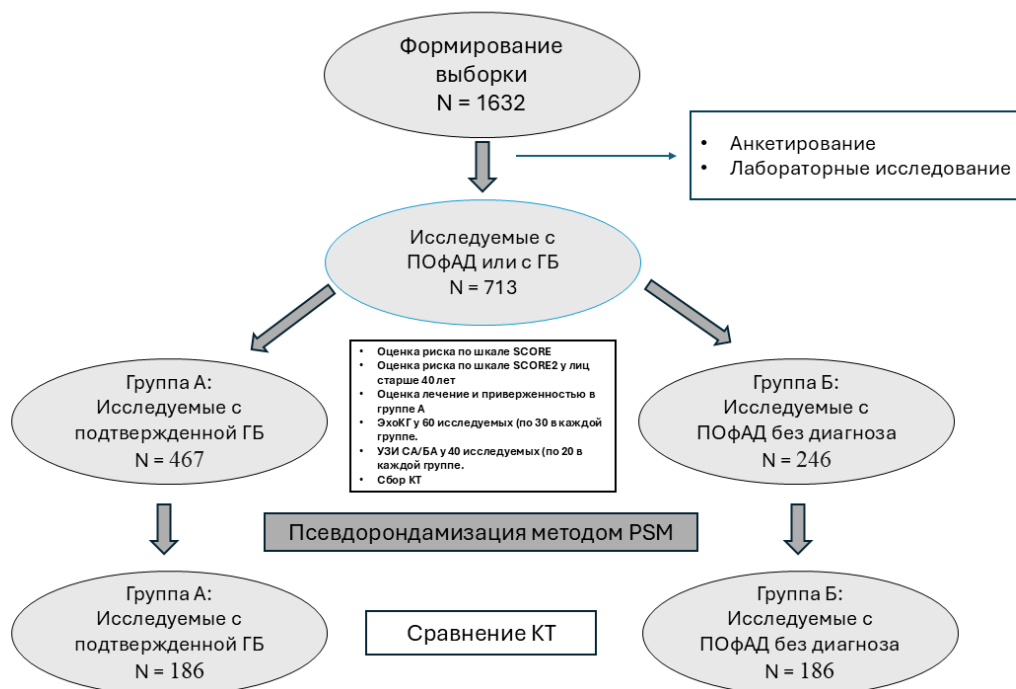 Формирование
выборки
N = 1632
• Анкетирование
• Лабораторные исследование
Исследуемые с
ПОфАД или с ГБ
N = 713
• Оценка риска по шкале SCORE
• Оценка риска по шкале SCORE2 у лиц
старше 40 лет
• Оценка лечение и приверженностью в
группе А
• ЭхоКГ у 60 исследуемых (по 30 в каждой
группе.
• УЗИ СА/БА у 40 исследуемых (по 20 в
каждой группе.
• Сбор КТ
Группа А:
Исследуемые с
подтвержденной ГБ
N = 467
Группа Б:
Исследуемые с
ПОфАД без диагноза
N = 246
Псевдорондамизация методом PSM
Группа А:
Исследуемые с
подтвержденной ГБ
N = 186
Сравнение КТ
Группа Б:
Исследуемые с
ПОфАД без диагноза
N = 186